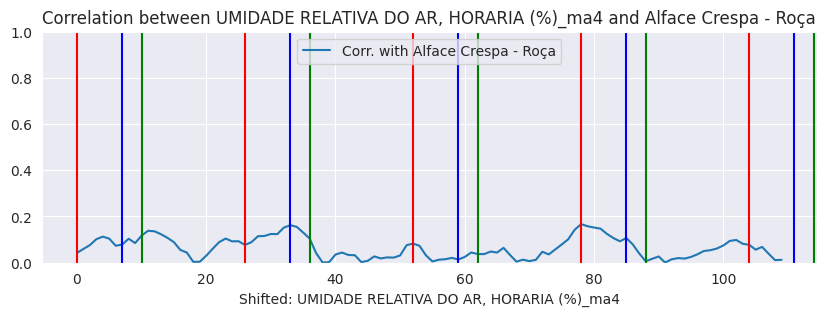 Correlation between UMIDADE RELATIVA DO AR, HORARIA (%)_ma4 and Alface Crespa - Roça
Corr. with Alface Crespa - Roça
1.0
0.8
0.6
0.4
0.2
0.0
0 20 40 60 80 100
Shifted: UMIDADE RELATIVA DO AR, HORARIA (%)_ma4